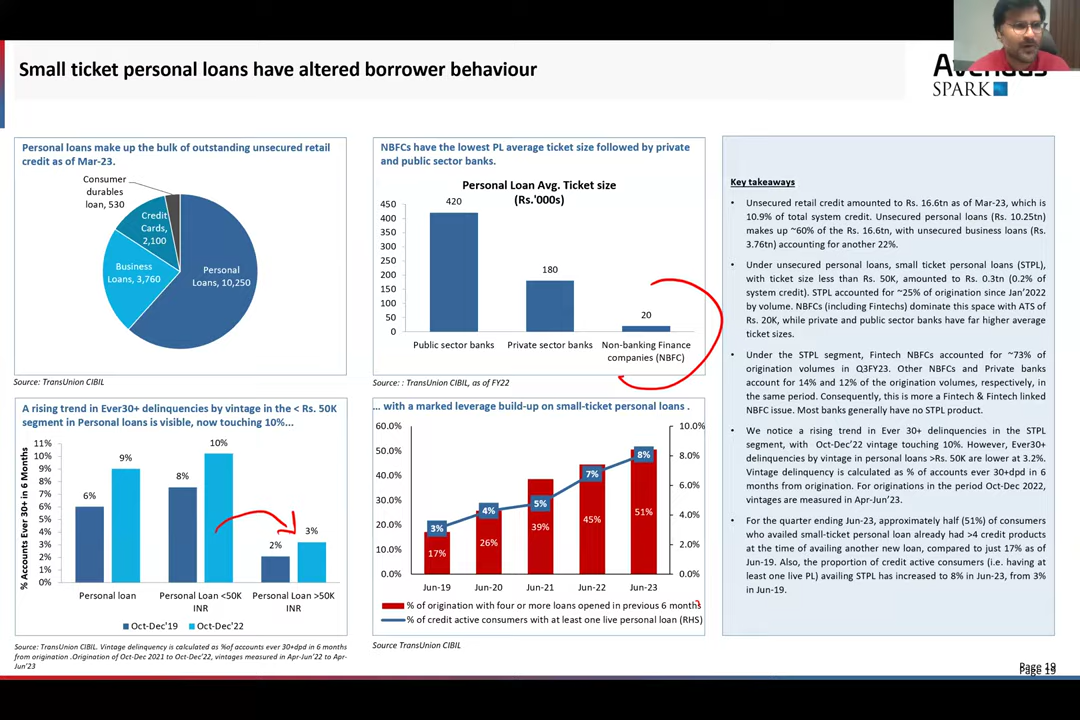 Small ticket personal loans have altered borrower behaviour
Avendus
SPARK
Personal loans make up the bulk of outstanding unsecured retail
credit as of Mar-23.
Consumer
durables
loan, 530
Credit
Cards,
2,100
Business
Loans, 3,760
Personal
Loans, 10,250
Source: TransUnion CIBIL
NBFCs have the lowest PL average ticket size followed by private
and public sector banks.
Personal Loan Avg. Ticket size
(Rs.'000s)
450
400
350
300
250
200
150
100
50
0
420
180
20
Public sector banks
Private sector banks
Non-banking Finance
companies (NBFC)
Source: : TransUnion CIBIL, as of FY22
A rising trend in Ever30+ delinquencies by vintage in the < Rs. 50K
segment in Personal loans is visible, now touching 10%...
% Accounts Ever 30+ in 6 Months
11%
10%
9%
8%
7%
6%
5%
4%
3%
2%
1%
0%
6%
9%
8%
10%
2%
3%
Personal loan
Personal Loan <50K
INR
Personal Loan >50K
INR
Oct-Dec'19
Oct-Dec'22
Source: TransUnion CIBIL. Vintage delinquency is calculated as %of accounts ever 30+dpd in 6 months
from origination .Origination of Oct-Dec 2021 to Oct-Dec'22, vintages measured in Apr-Jun'22 to Apr-
Jun'23
... with a marked leverage build-up on small-ticket personal loans .
60.0%
50.0%
40.0%
30.0%
20.0%
10.0%
0.0%
10.0%
8.0%
6.0%
4.0%
2.0%
0.0%
3%
4%
5%
7%
8%
17%
26%
39%
45%
51%
Jun-19
Jun-20
Jun-21
Jun-22
Jun-23
% of origination with four or more loans opened in previous 6 months
% of credit active consumers with at least one live personal loan (RHS)
Source TransUnion CIBIL
Key takeaways
• Unsecured retail credit amounted to Rs. 16.6tn as of Mar-23, which is
10.9% of total system credit. Unsecured personal loans (Rs. 10.25tn)
makes up ~60% of the Rs. 16.6tn, with unsecured business loans (Rs.
3.76tn) accounting for another 22%.
• Under unsecured personal loans, small ticket personal loans (STPL),
with ticket size less than Rs. 50K, amounted to Rs. 0.3tn (0.2% of
system credit). STPL accounted for ~25% of origination since Jan'2022
by volume. NBFCs (including Fintechs) dominate this space with ATS of
Rs. 20K, while private and public sector banks have far higher average
ticket sizes.
• Under the STPL segment, Fintech NBFCs accounted for ~73% of
origination volumes in Q3FY23. Other NBFCs and Private banks
account for 14% and 12% of the origination volumes, respectively, in
the same period. Consequently, this is more a Fintech & Fintech linked
NBFC issue. Most banks generally have no STPL product.
• We notice a rising trend in Ever 30+ delinquencies in the STPL
segment, with Oct-Dec'22 vintage touching 10%. However, Ever30+
delinquencies by vintage in personal loans >Rs. 50K are lower at 3.2%.
Vintage delinquency is calculated as % of accounts ever 30+dpd in 6
months from origination. For originations in the period Oct-Dec 2022,
vintages are measured in Apr-Jun'23.
• For the quarter ending Jun-23, approximately half (51%) of consumers
who availed small-ticket personal loan already had >4 credit products
at the time of availing another new loan, compared to just 17% as of
Jun-19. Also, the proportion of credit active consumers (i.e. having at
least one live PL) availing STPL has increased to 8% in Jun-23, from 3%
in Jun-19.
Page 19
Page 19